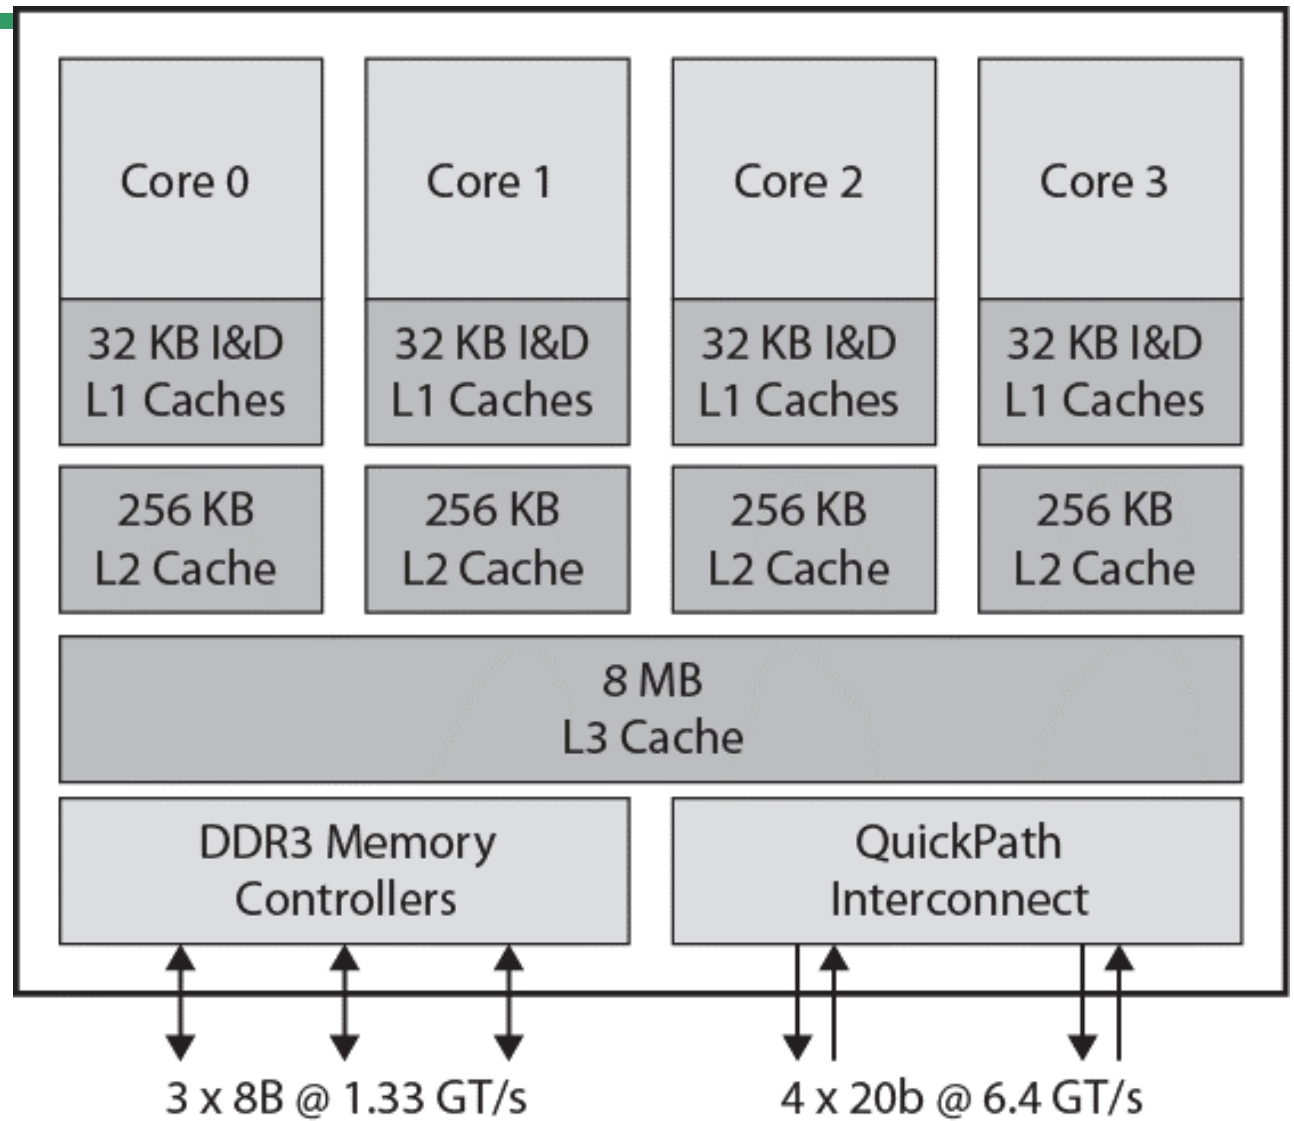 Core 0
Core 1
Core 2
Core 3
32 KB I&D
L1 Caches
32 KB I&D
L1 Caches
32 KB I&D
L1 Caches
32 KB I&D
L1 Caches
256 KB
L2 Cache
256 KB
L2 Cache
256 KB
L2 Cache
256 KB
L2 Cache
8 MB
L3 Cache
DDR3 Memory
Controllers
QuickPath
Interconnect
3 x 8B @ 1.33 GT/s
4 x 20b @ 6.4 GT/s